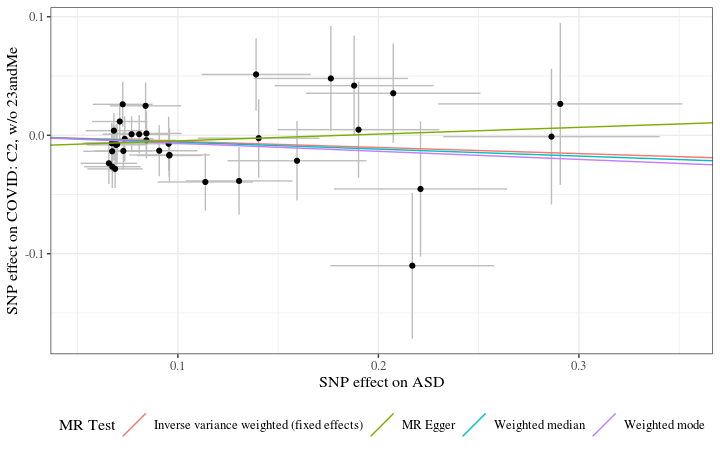 SNP effect on COVID: C2, w/o 23andMe
0.1
0.0
-0.1
0.1
0.2
0.3
SNP effect on ASD
MR Test
Inverse variance weighted (fixed effects)
MR Egger
Weighted median
Weighted mode